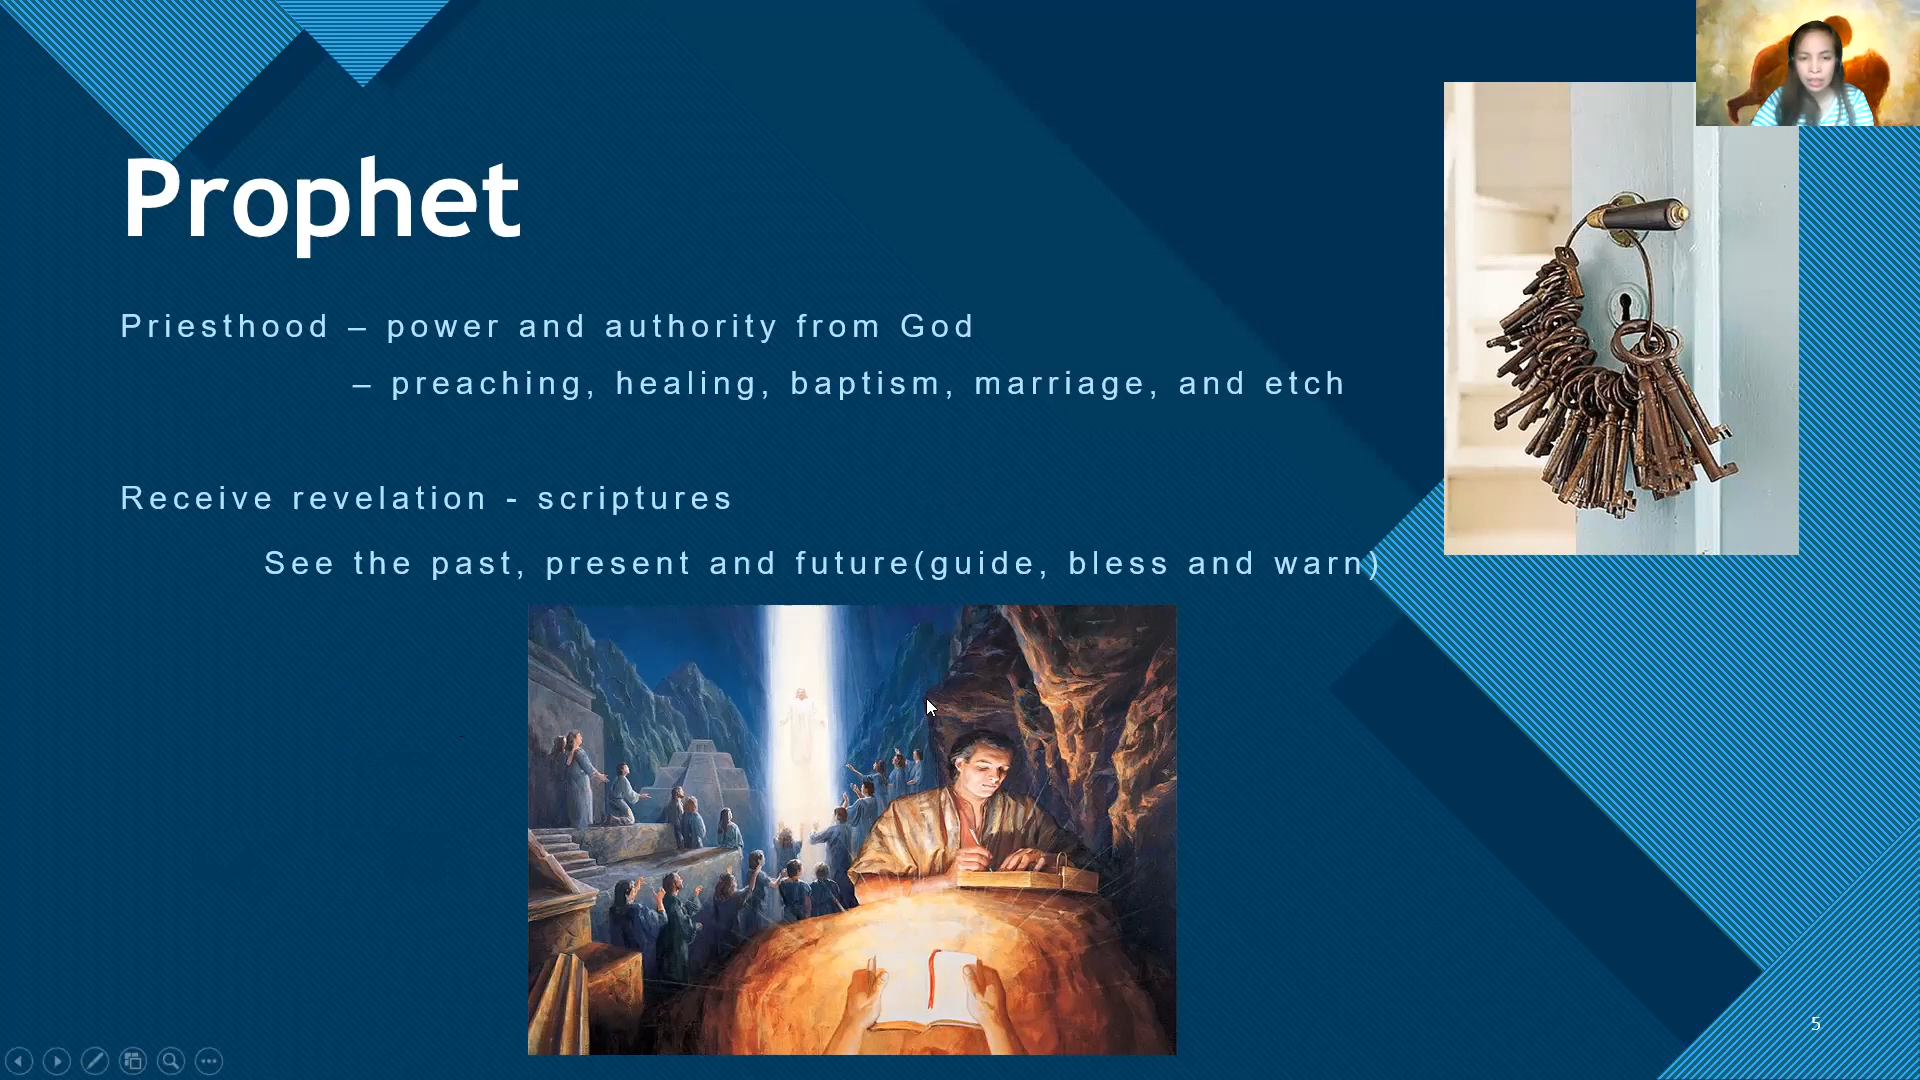 Prophet
Priesthood – power and authority from God
– preaching, healing, baptism, marriage, and etch
Receive revelation - scriptures
See the past, present and future(guide, bless and warn)
5